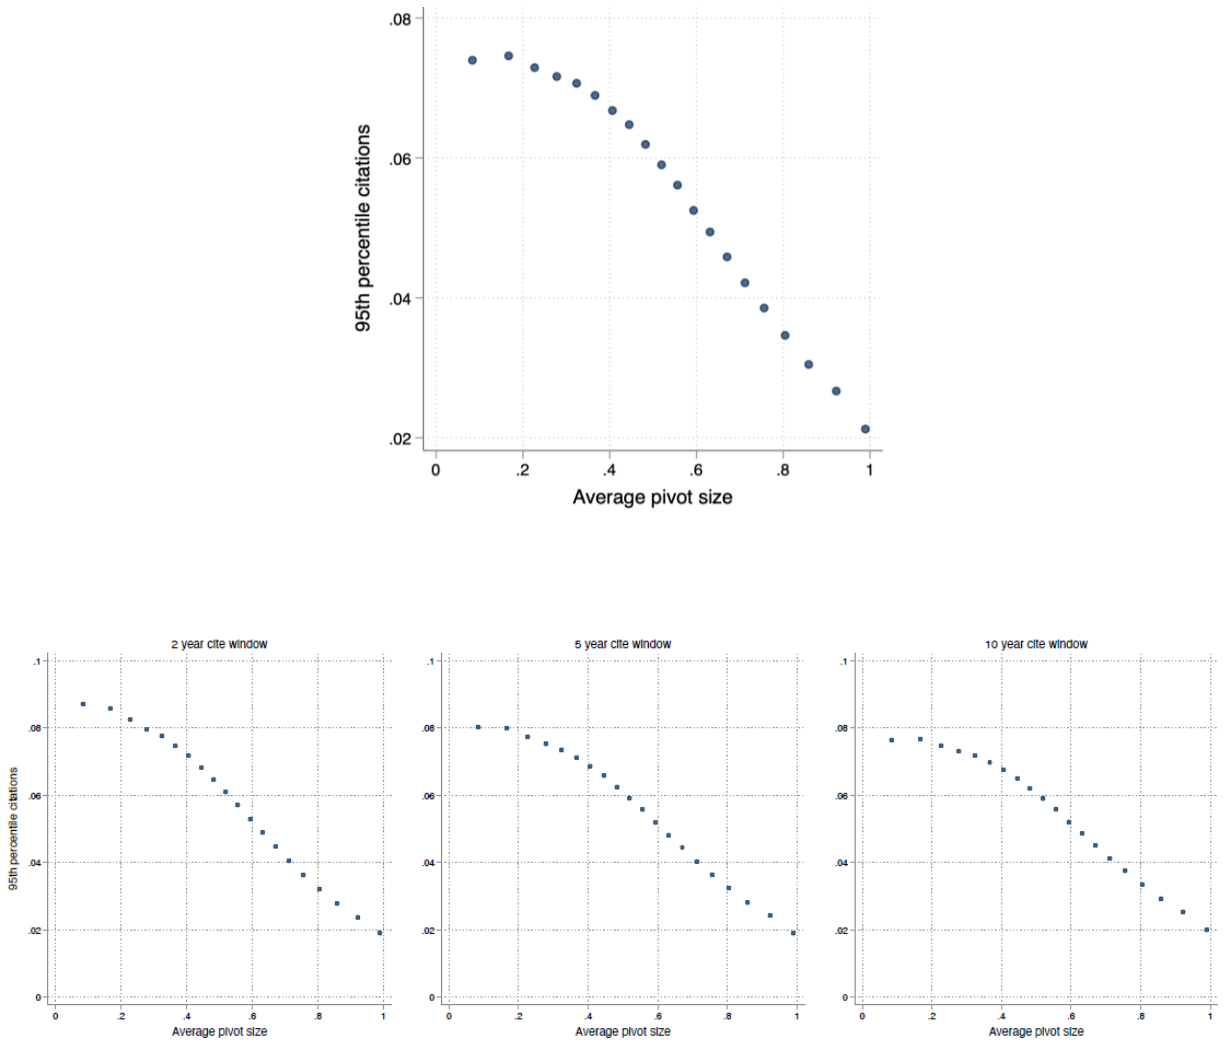 .08
.06
.04
.02
95th percentile citations
0 .2 .4 .6 .8 1
Average pivot size
2 year cite window
.1
.08
.06
.04
.02
0
95th percentile citations
0 .2 .4 .6 .8 1
Average pivot size
5 year cite window
.1
.08
.06
.04
.02
0
0 .2 .4 .6 .8 1
Average pivot size
10 year cite window
.1
.08
.06
.04
.02
0
0 .2 .4 .6 .8 1
Average pivot size